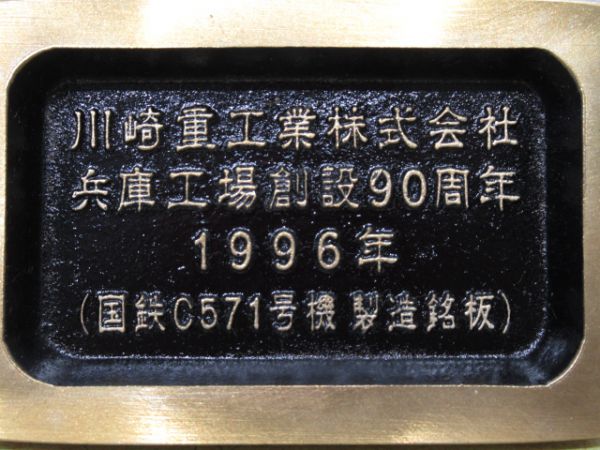 川崎重工業株式会社
兵庫工場創設90周年
1996年
(国鉄C571号機製造銘板)